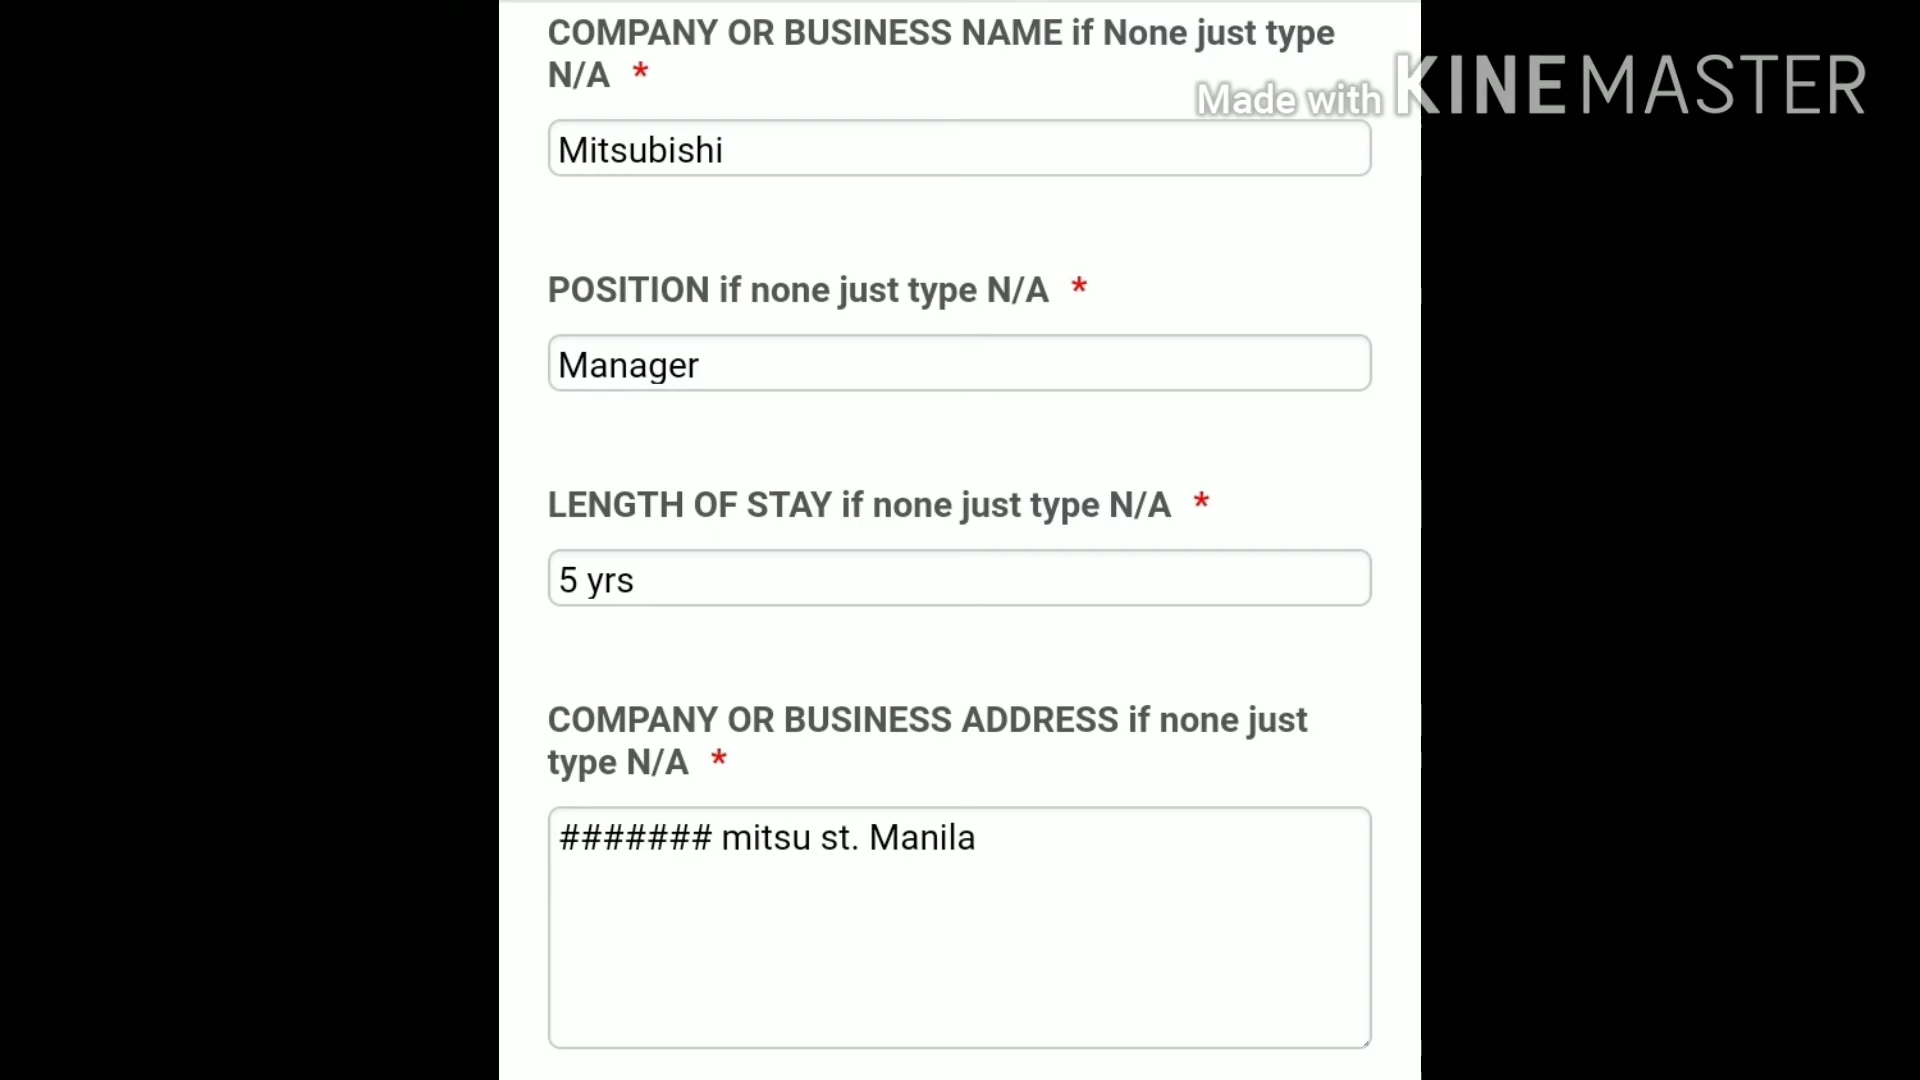 COMPANY OR BUSINESS NAME if None just type
N/A *
Made with KINEMASTER
Mitsubishi
POSITION if none just type N/A *
Manager
LENGTH OF STAY if none just type N/A *
5 yrs
COMPANY OR BUSINESS ADDRESS if none just
type N/A *
####### mitsu st. Manila